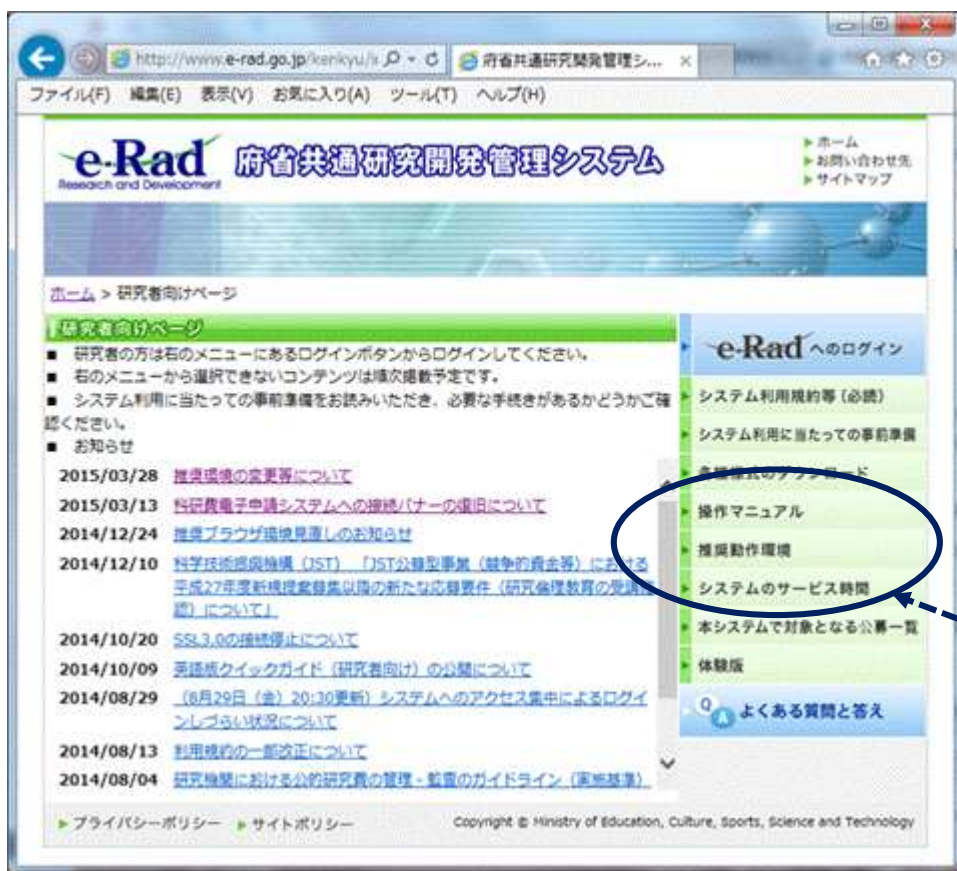 http://www.e-rad.go.jp/kenkyu/
府省共通研究開発管理シ...
ファイル(F) 編集(E) 表示(V) お気に入り(A) ツール(T) ヘルプ(H)
e-Rad
Research and Development
府省共通研究開発管理システム
ホーム
お問い合わせ先
サイトマップ
ホーム > 研究者向けページ
研究者向けページ
■ 研究者の方は右のメニューにあるログインボタンからログインしてください。
■ 右のメニューから選択できないコンテンツは順次掲載予定です。
■ システム利用に当たっての事前準備をお読みいただき、必要な手続きがあるかどうかご確
認ください。
■ お知らせ
2015/03/28 推奨環境の変更等について
2015/03/13 科研費電子申請システムへの接続バナーの復旧について
2014/12/24 推奨ブラウザ環境見直しのお知らせ
2014/12/10 科学技術振興機構(JST) 「JST公募型事業(競争的資金等)における
平成27年度新規提案募集以降の新たな応募要件(研究倫理教育の受講確
認)について」
2014/10/20 SSL3.0の接続停止について
2014/10/09 英語版クイックガイド(研究者向け)の公開について
2014/08/29 (8月29日(金)20:30更新)システムへのアクセス集中によるログイ
ンしづらい状況について
2014/08/13 利用規約の一部改正について
2014/08/04 研究機関における公的研究費の管理・監査のガイドライン(実施基準)
e-Radへのログイン
システム利用規約等(必読)
システム利用に当たっての事前準備
各種様式のダウンロード
操作マニュアル
推奨動作環境
システムのサービス時間
本システムで対象となる公募一覧
体験版
Q A よくある質問と答え
プライバシーポリシー サイトポリシー
Copyright © Ministry of Education, Culture, Sports, Science and Technology